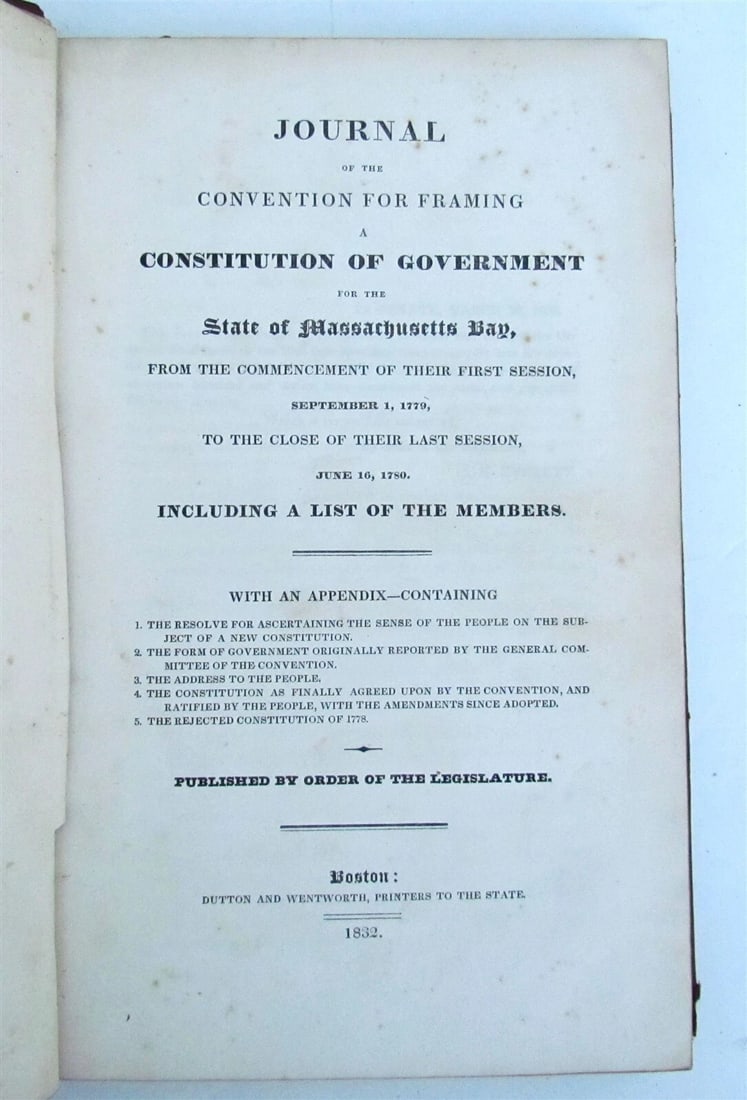 JOURNAL
OF THE
CONVENTION FOR FRAMING
A
CONSTITUTION OF GOVERNMENT
FOR THE
State of Massachusetts Bay,
FROM THE COMMENCEMENT OF THEIR FIRST SESSION,
SEPTEMBER 1, 1779,
TO THE CLOSE OF THEIR LAST SESSION,
JUNE 16, 1780.
INCLUDING A LIST OF THE MEMBERS.
WITH AN APPENDIX—CONTAINING
1. THE RESOLVE FOR ASCERTAINING THE SENSE OF THE PEOPLE ON THE SUB-
JECT OF A NEW CONSTITUTION.
2. THE FORM OF GOVERNMENT ORIGINALLY REPORTED BY THE GENERAL COM-
MITTEE OF THE CONVENTION.
3. THE ADDRESS TO THE PEOPLE.
4. THE CONSTITUTION AS FINALLY AGREED UPON BY THE CONVENTION, AND
RATIFIED BY THE PEOPLE, WITH THE AMENDMENTS SINCE ADOPTED.
5. THE REJECTED CONSTITUTION OF 1778.
PUBLISHED BY ORDER OF THE LEGISLATURE.
Boston:
DUTTON AND WENTWORTH, PRINTERS TO THE STATE.
1832.